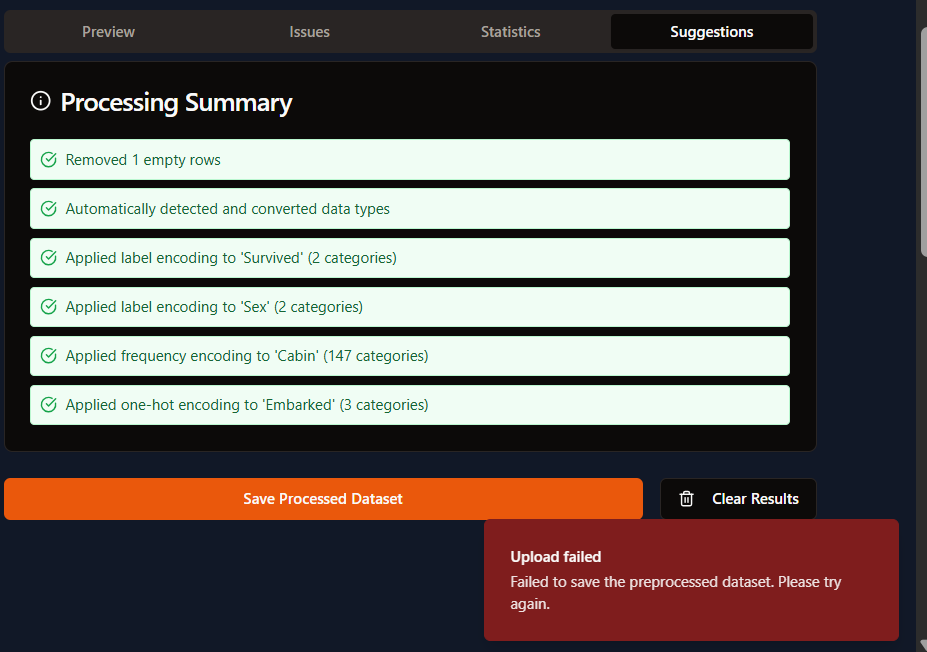 Preview
Issues
Statistics
Suggestions
Processing Summary
Removed 1 empty rows
Automatically detected and converted data types
Applied label encoding to 'Survived' (2 categories)
Applied label encoding to 'Sex' (2 categories)
Applied frequency encoding to 'Cabin' (147 categories)
Applied one-hot encoding to 'Embarked' (3 categories)
Save Processed Dataset
Clear Results
Upload failed
Failed to save the preprocessed dataset. Please try
again.